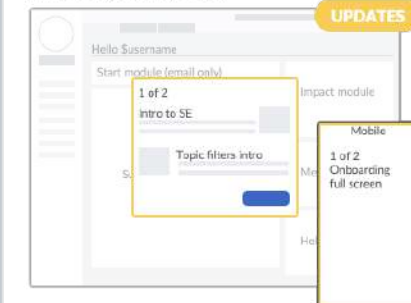 UPDATES
Hello $username
Start module (email only)
1 of 2
Intro to SE
Impact module
Topic filters intro
Mobile
1 of 2
Onboarding
full screen